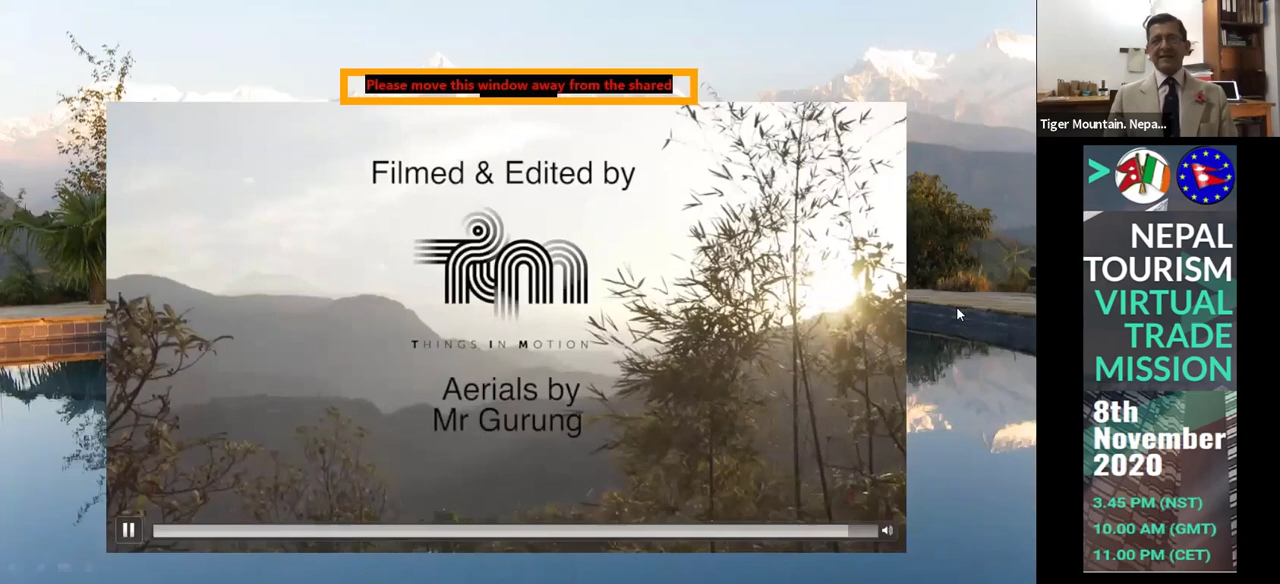 Please move this window away from the shared
Filmed & Edited by
THINGS IN MOTION
Aerials by
Mr Gurung
Tiger Mountain. Nepa...
NEPAL
TOURISM
VIRTUAL
TRADE
MISSION
8th
November
2020
3.45 PM (NST)
10.00 AM (GMT)
11.00 PM (CET)